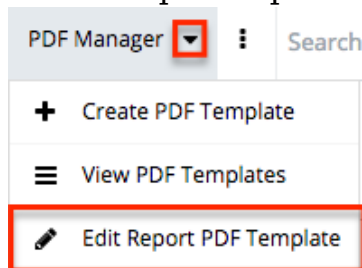 PDF Manager
Search
Create PDF Template
View PDF Templates
Edit Report PDF Template